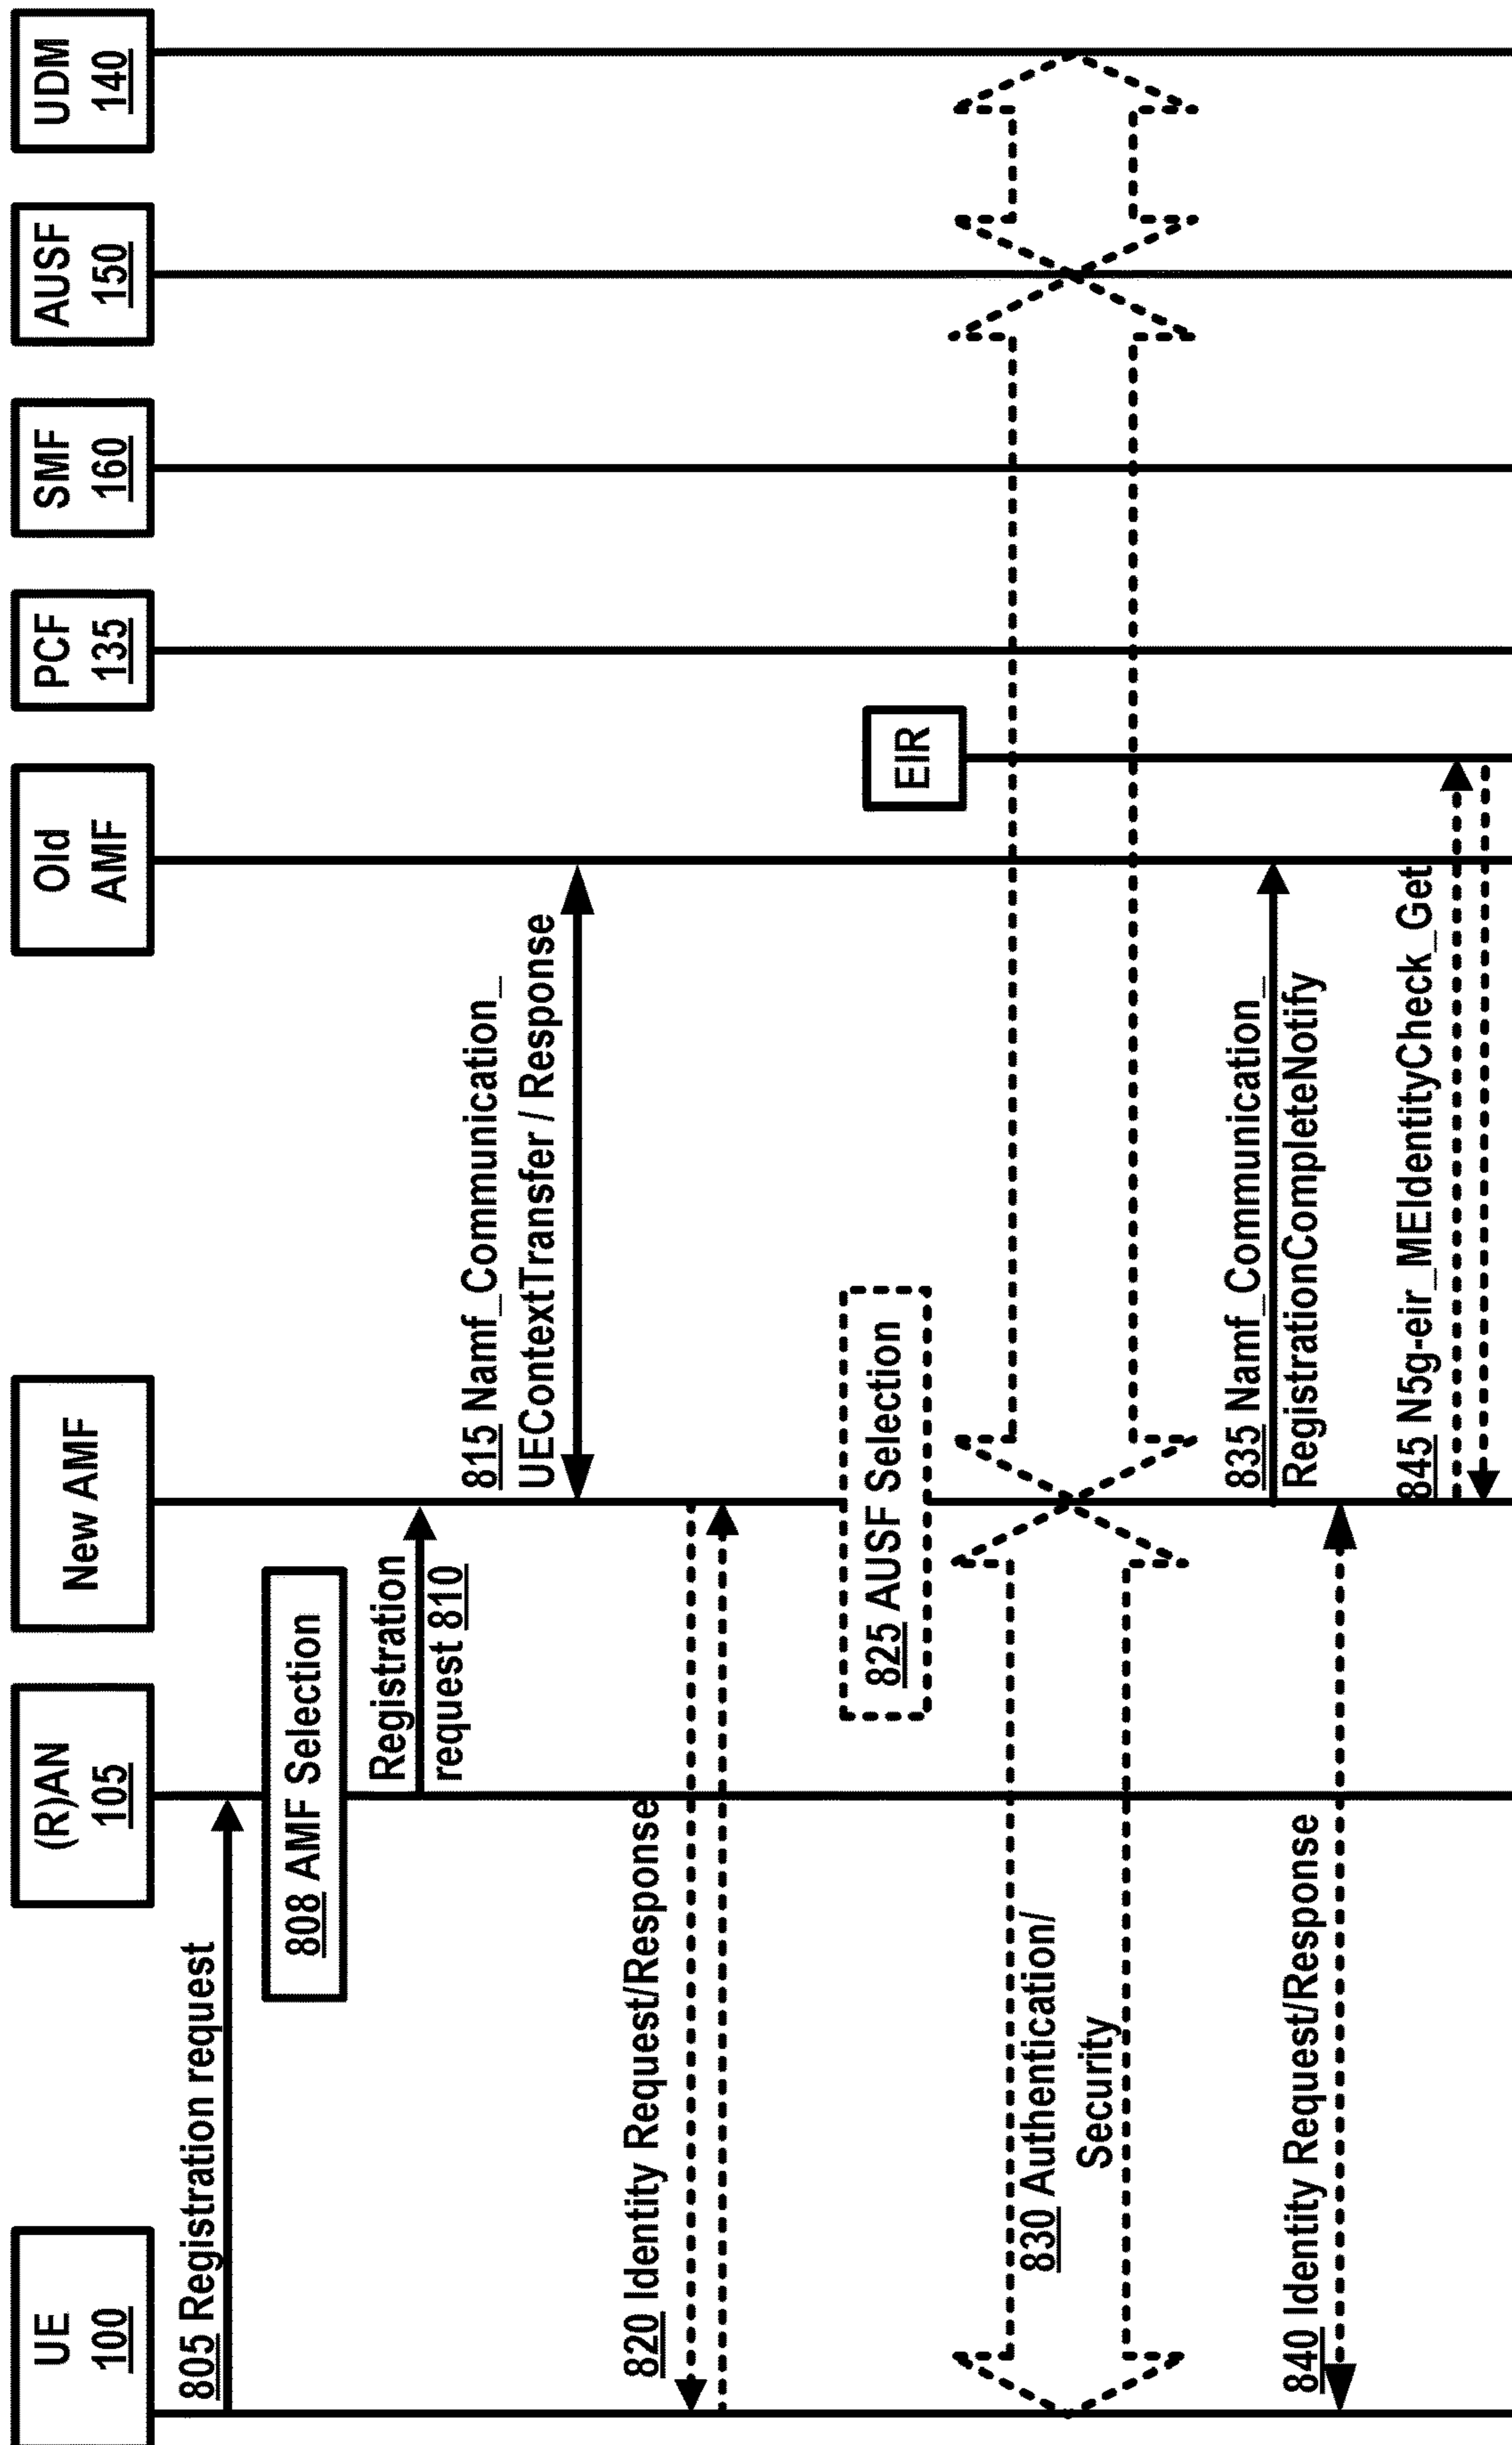 UE
100
(R)AN
105
New AMF
Old
AMF
PCF
135
SMF
160
AUSF
150
UDM
140
805 Registration request
808 AMF Selection
Registration
request 810
815 Namf_Communication_
UEContextTransfer / Response
820 Identity Request/Response
825 AUSF Selection
EIR
830 Authentication/
Security
835 Namf_Communication_
RegistrationCompleteNotify
840 Identity Request/Response
845 N5g-eir_MEIdentityCheck_Get